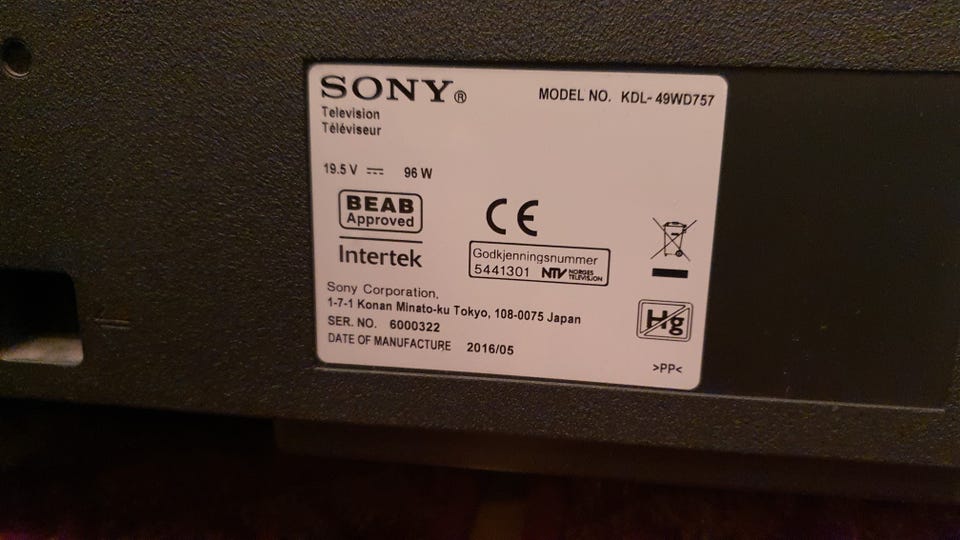 SONY®
MODEL NO. KDL-49WD757
Television
Téléviseur
19.5 V 96 W
BEAB
Approved
Intertek
CE
Godkjenningsnummer
5441301 NTV NORGES
TELEVISION
Hg
Sony Corporation,
1-7-1 Konan Minato-ku Tokyo, 108-0075 Japan
SER. NO. 6000322
DATE OF MANUFACTURE 2016/05
>PP<